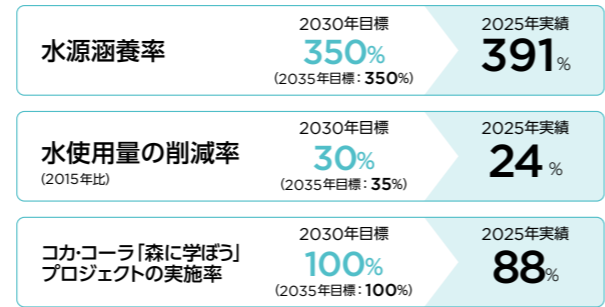 水源涵養率
2030年目標
350%
(2035年目標：350%)
2025年実績
391%
水使用量の削減率
(2015年比)
2030年目標
30%
(2035年目標：35%)
2025年実績
24%
コカ・コーラ「森に学ぼう」
プロジェクトの実施率
2030年目標
100%
(2035年目標：100%)
2025年実績
88%